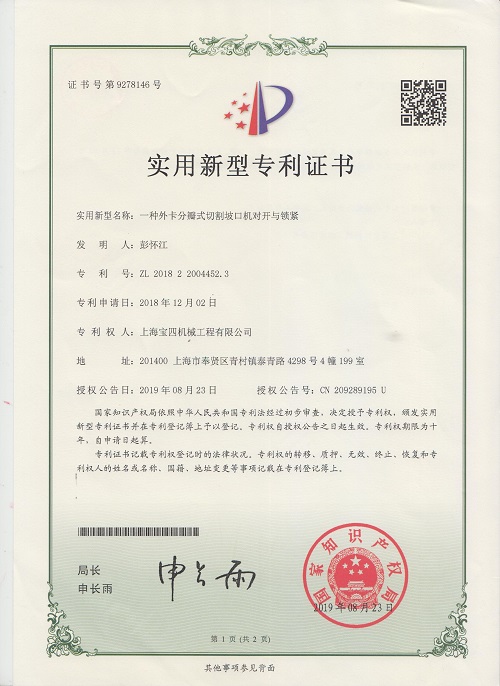 证书号第9278146号
实用新型专利证书
实用新型名称：一种外卡分瓣式切割坡口机对开与锁紧
发 明 人：彭怀江
专 利 号：ZL 2018 2 2004452.3
专利申请日：2018年12月02日
专 利 权 人：上海宝四机械工程有限公司
地 址：201400 上海市奉贤区青村镇泰青路4298号4幢199室
授权公告日：2019年08月23日 授权公告号：CN 209289195 U
国家知识产权局依照中华人民共和国专利法经过初步审查，决定授予专利权，颁发实用
新型专利证书并在专利登记簿上予以登记。专利权自授权公告之日起生效。专利权期限为十
年，自申请日起算。
专利证书记载专利权登记时的法律状况。专利权的转移、质押、无效、终止、恢复和专
利权人的姓名或名称、国籍、地址变更等事项记载在专利登记簿上。
局长
申长雨
申长雨
国家知识产权局
2019年08月23日
第 1 页 (共 2 页)
其他事项参见背面